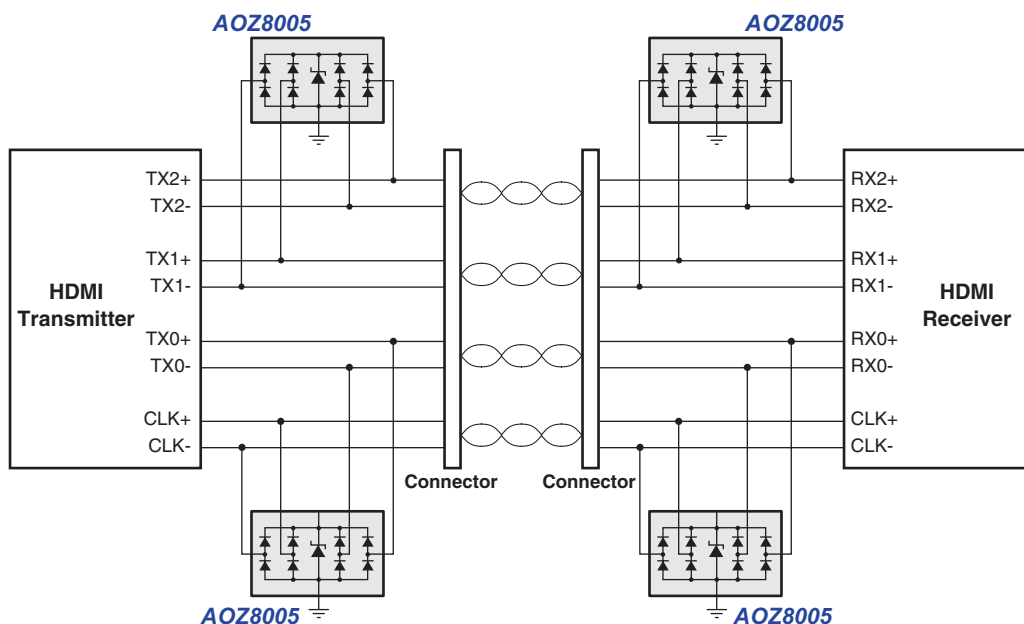 AOZ8005
AOZ8005
TX2+
TX2-
TX1+
TX1-
TX0+
TX0-
CLK+
CLK-
HDMI
Transmitter
RX2+
RX2-
RX1+
RX1-
RX0+
RX0-
CLK+
CLK-
HDMI
Receiver
Connector
Connector
AOZ8005
AOZ8005